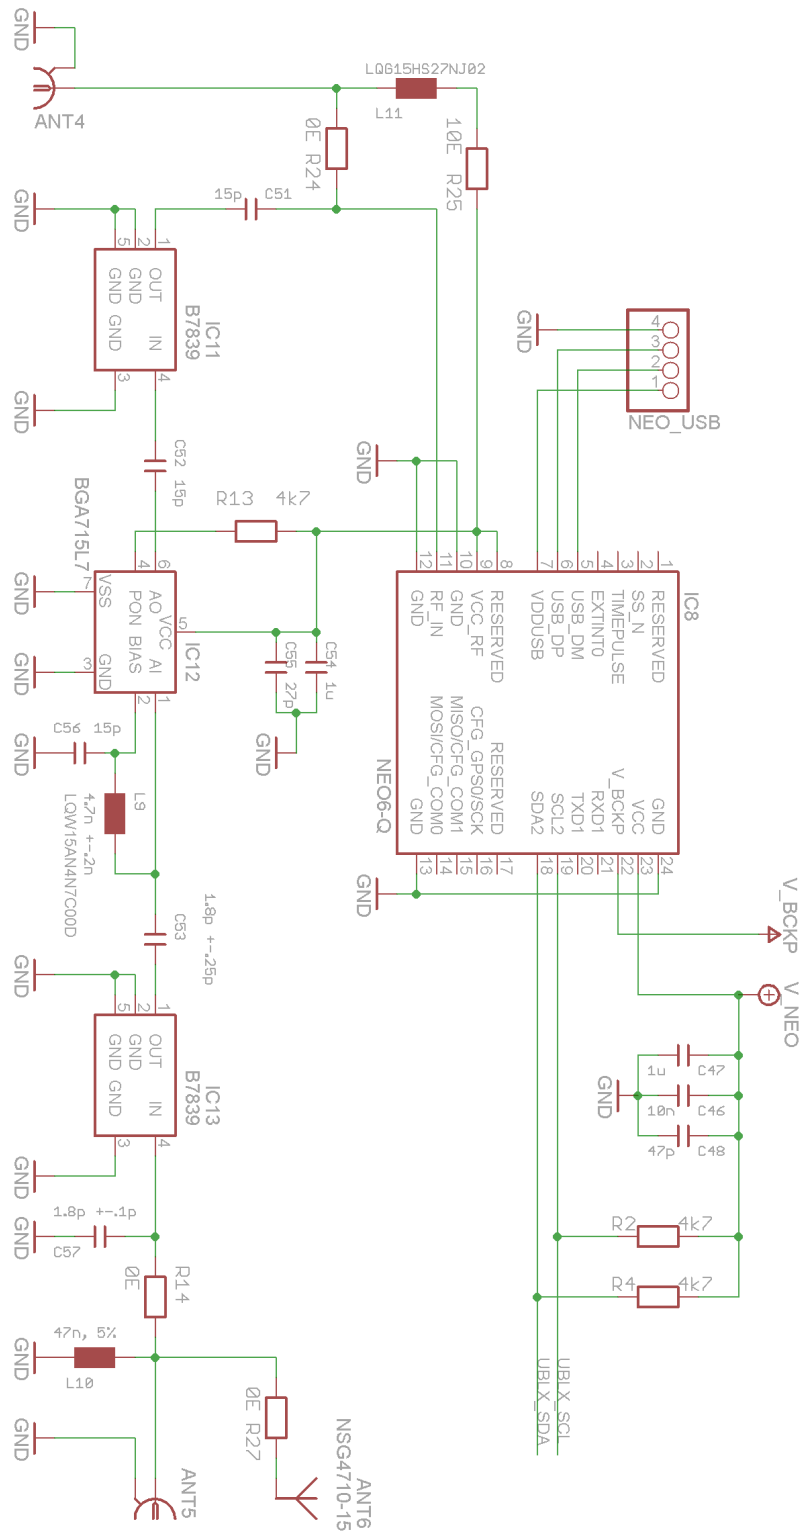 GND
ANT4
LQG15HS27NJ02
L11
0E R24
10E R25
GND
15p
C51
5
2
1
GND
GND
OUT
GND
IN
IC11
B7839
3
4
GND
GND
4
3
2
1
NEO_USB
C52
15p
GND
BGA715L7
R13 4k7
4
6
GND
7
VSS
PON
AO
VCC
5
GND
3
GND
BIAS
AI
IC12
2
1
C55
27p
C54
1u
GND
12
11
10
9
8
7
6
5
4
3
2
1
GND
RF_IN
GND
VCC_RF
RESERVED
VDDUSB
USB_DP
USB_DM
EXTINT0
TIMEPULSE
SS_N
RESERVED
IC8
GND
MOSI/CFG_COM0
MISO/CFG_COM1
CFG_GPS0/SCK
RESERVED
SDA2
SCL2
TXD1
RXD1
V_BCKP
VCC
GND
NEO6-Q
13
14
15
16
17
18
19
20
21
22
23
24
GND
C56 15p
GND
L9
4.7n +-.2n
LQW15AN4N7C00D
V_BCKP
C53
1.8p +-.25p
V_NEO
GND
5
2
1
GND
GND
OUT
GND
IN
IC13
B7839
3
4
GND
1u
C47
10n
C46
47p
C48
GND
1.8p +-.1p
GND
C57
R2 4k7
R4 4k7
R14
0E
47n, 5%
GND
L10
GND
ANT5
0E R27
ANT6
NSG4710-15
UBLX_SDA
UBLX_SCL